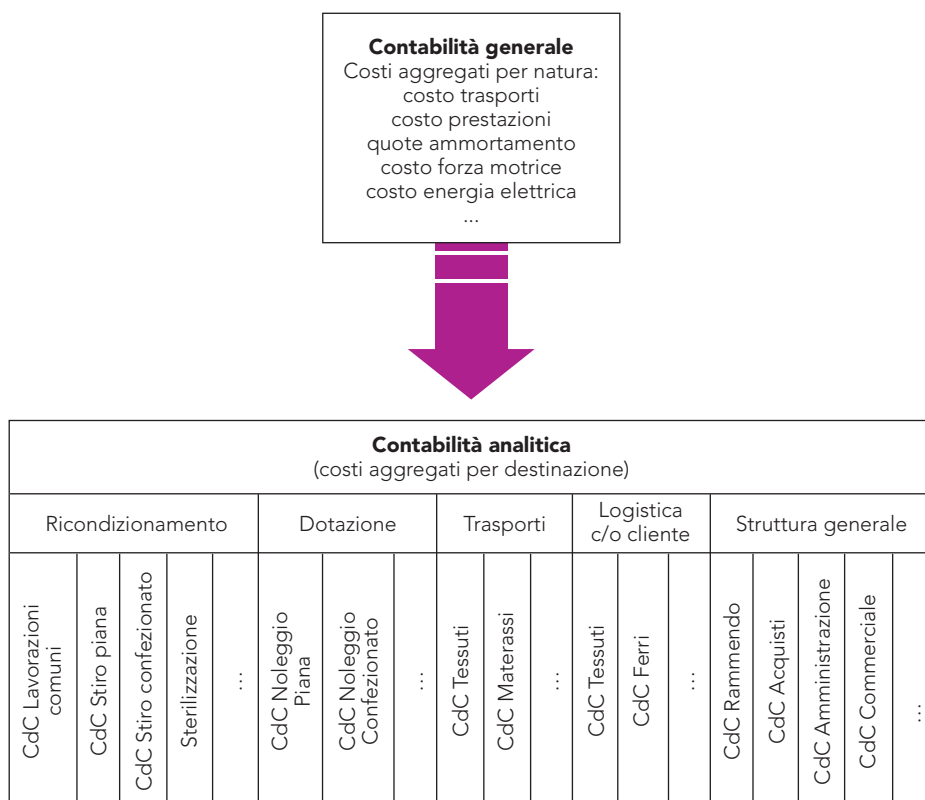 Contabilità generale
Costi aggregati per natura:
costo trasporti
costo prestazioni
quote ammortamento
costo forza motrice
costo energia elettrica
...
Contabilità analitica
(costi aggregati per destinazione)
Ricondizionamento
Dotazione
Trasporti
Logistica
c/o cliente
Struttura generale
CdC Lavorazioni
comuni
CdC Stiro piana
CdC Stiro confezionato
Sterilizzazione
...
CdC Noleggio
Piana
CdC Noleggio
Confezionato
...
CdC Tessuti
CdC Materassi
...
CdC Tessuti
CdC Ferri
...
CdC Rammendo
CdC Acquisti
CdC Amministrazione
CdC Commerciale
...